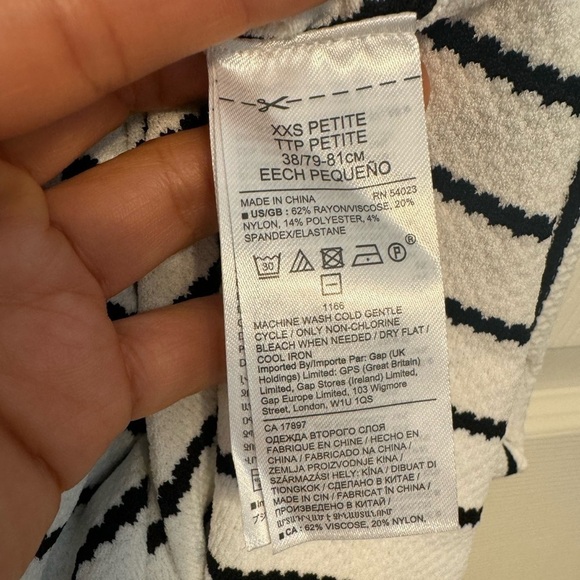 XXS PETITE
TTP PETITE
38/79-81CM
EECH PEQUEÑO
MADE IN CHINA RN 54023
■ US/GB : 62% RAYON/VISCOSE, 20%
NYLON, 14% POLYESTER, 4%
SPANDEX/ELASTANE
30 P ®
1166
MACHINE WASH COLD GENTLE
CYCLE / ONLY NON-CHLORINE
BLEACH WHEN NEEDED / DRY FLAT /
COOL IRON
Imported By/Importe Par: Gap (UK
Holdings) Limited: GPS (Great Britain)
Limited, Gap Stores (Ireland) Limited:
Gap Europe Limited, 103 Wigmore
Street, London, W1U 1QS
CA 17897
ОДЕЖДА ВТОРОГО СЛОЯ
FABRIQUE EN CHINE / HECHO EN
CHINA / FABRICADO NA CHINA /
ZEMLJA PROIZVODNJE KINA /
SZÁRMAZÁSI HELY: KÍNA / DIBUAT DI
TIONGKOK / СДЕЛАНО В КИТАЕ /
MADE IN CIN / FABRICAT ÎN CHINA /
■ CA : 62% VISCOSE, 20% NYLON,